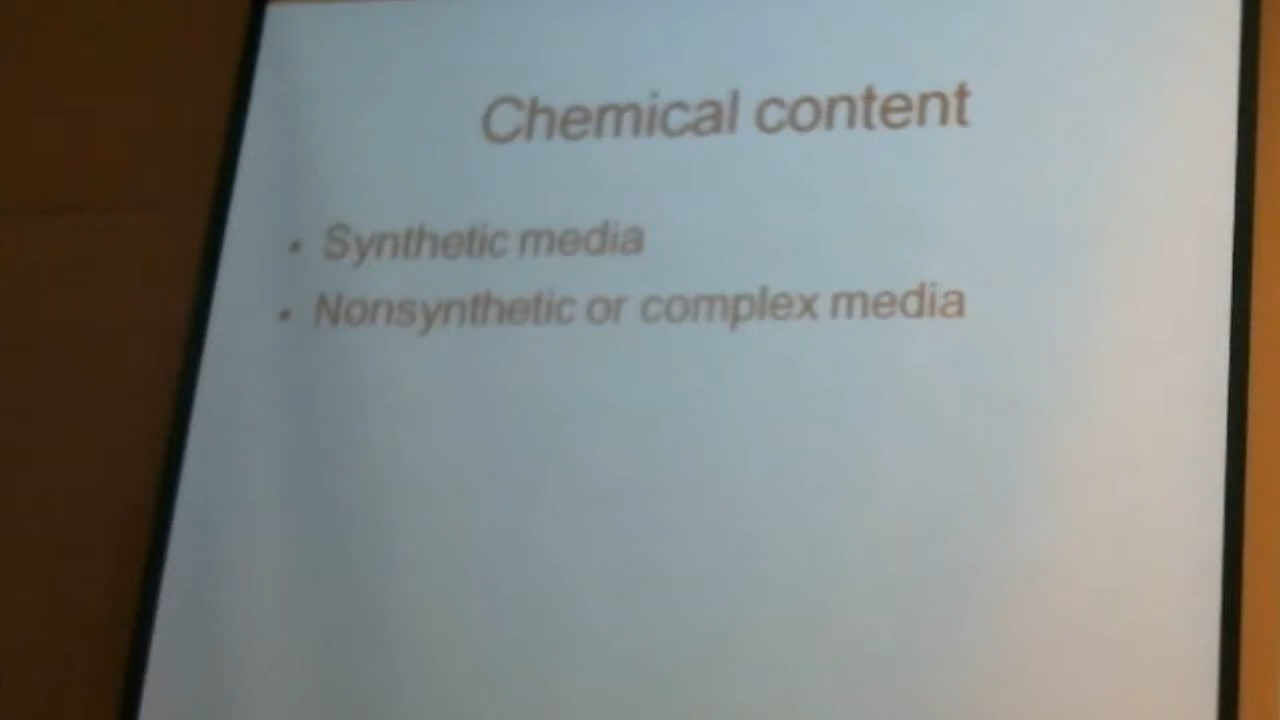 Chemical content
• Synthetic media
• Nonsynthetic or complex media